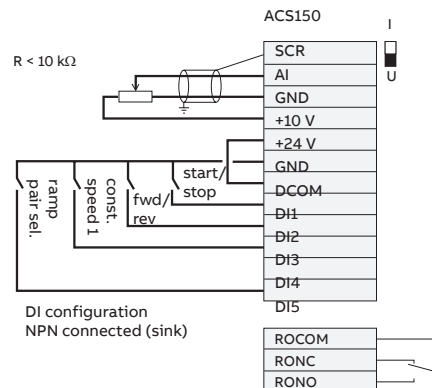 ACS150
I
SCR
R < 10 kΩ
AI
U
GND
+10 V
+24 V
GND
start/
stop
DCOM
fwd/
rev
const.
speed 1
ramp
pair sel.
DI1
DI2
DI3
DI4
DI5
DI configuration
NPN connected (sink)
ROCOM
RONC
RONO